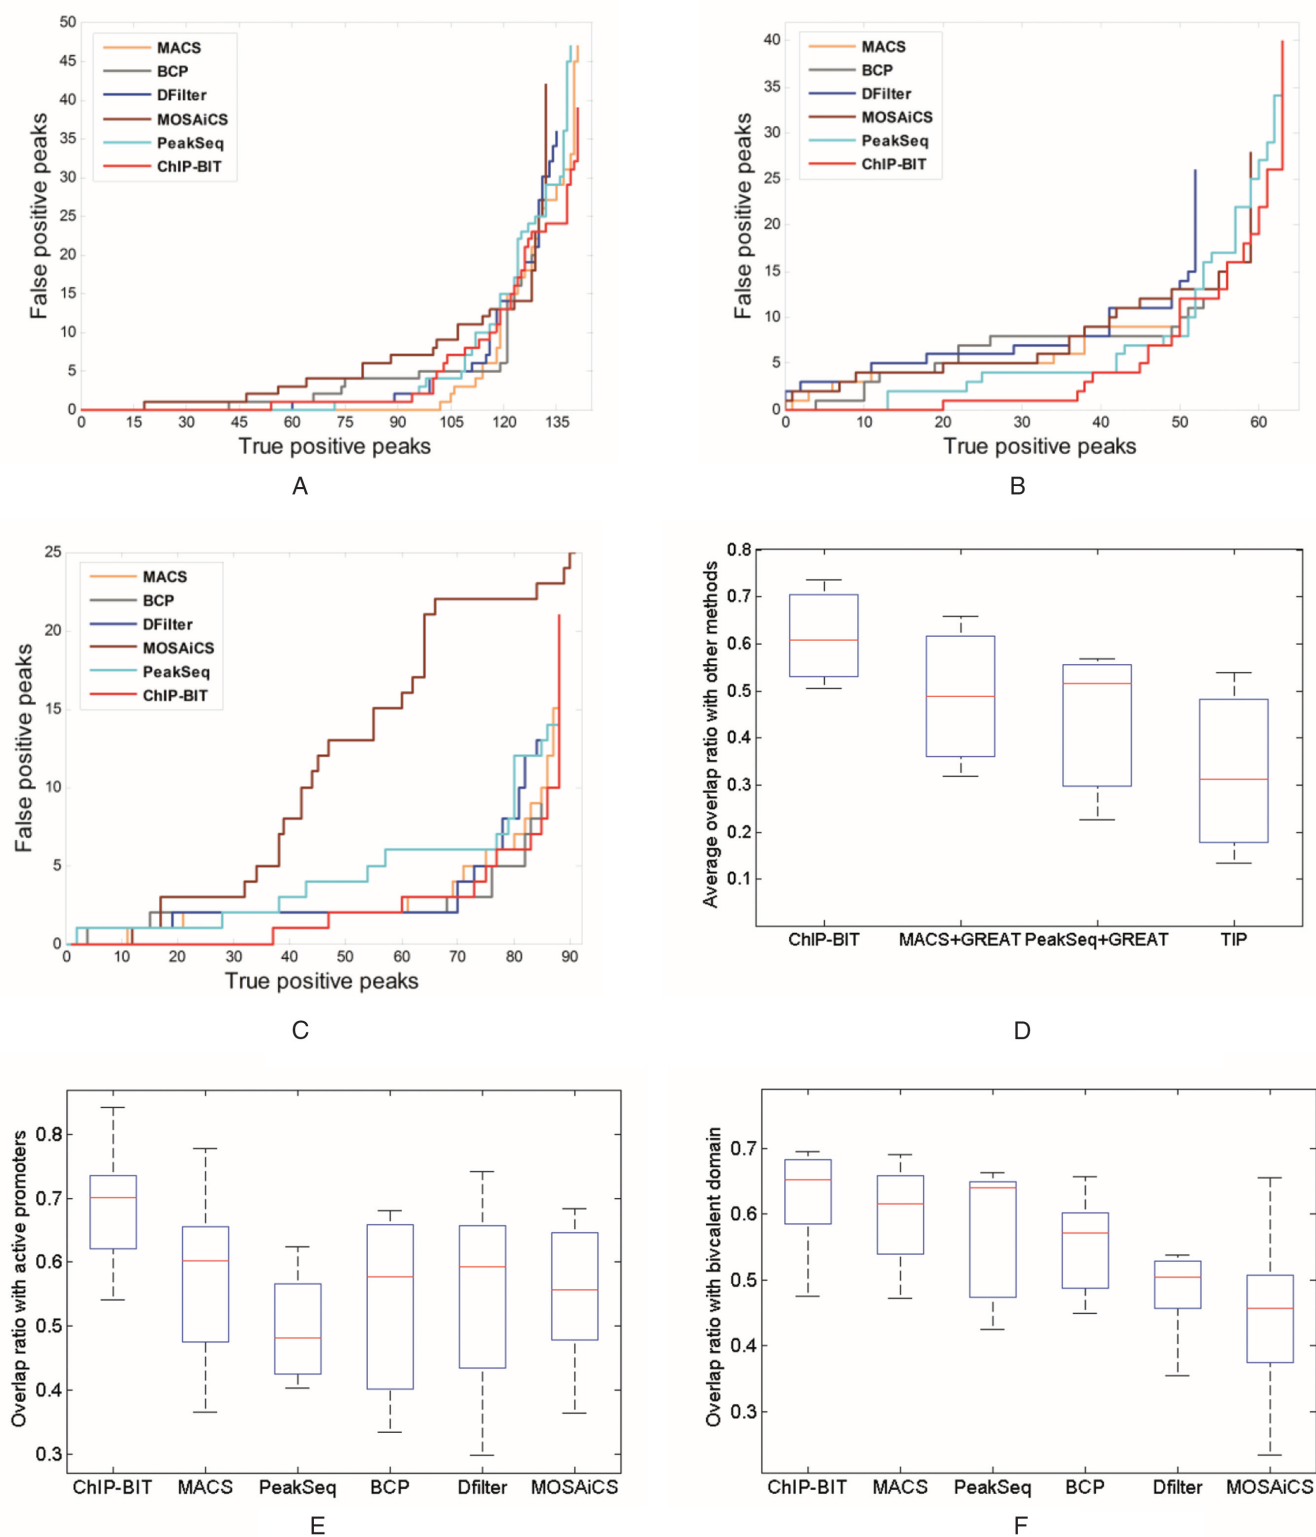 50
45
40
35
30
25
20
15
10
5
0
MACS
BCP
DFilter
MOSAiCS
PeakSeq
ChIP-BIT
False positive peaks
0 15 30 45 60 75 90 105 120 135
True positive peaks
A
40
35
30
25
20
15
10
5
0
MACS
BCP
DFilter
MOSAiCS
PeakSeq
ChIP-BIT
False positive peaks
0 10 20 30 40 50 60
True positive peaks
B
25
20
15
10
5
0
MACS
BCP
DFilter
MOSAiCS
PeakSeq
ChIP-BIT
False positive peaks
0 10 20 30 40 50 60 70 80 90
True positive peaks
C
0.8
0.7
0.6
0.5
0.4
0.3
0.2
0.1
Average overlap ratio with other methods
ChIP-BIT MACS+GREAT PeakSeq+GREAT TIP
D
0.8
0.7
0.6
0.5
0.4
0.3
Overlap ratio with active promoters
ChIP-BIT MACS PeakSeq BCP Dfilter MOSAiCS
E
0.7
0.6
0.5
0.4
0.3
Overlap ratio with bivcalent domain
ChIP-BIT MACS PeakSeq BCP Dfilter MOSAiCS
F